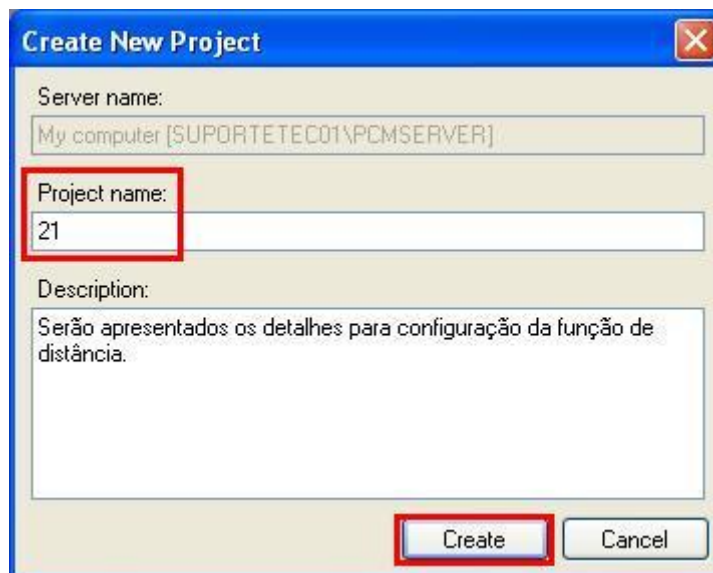 Create New Project
Server name:
My computer [SUPORTETEC01\PCMSERVER]
Project name:
21
Description:
Serão apresentados os detalhes para configuração da função de
distância.
Create
Cancel